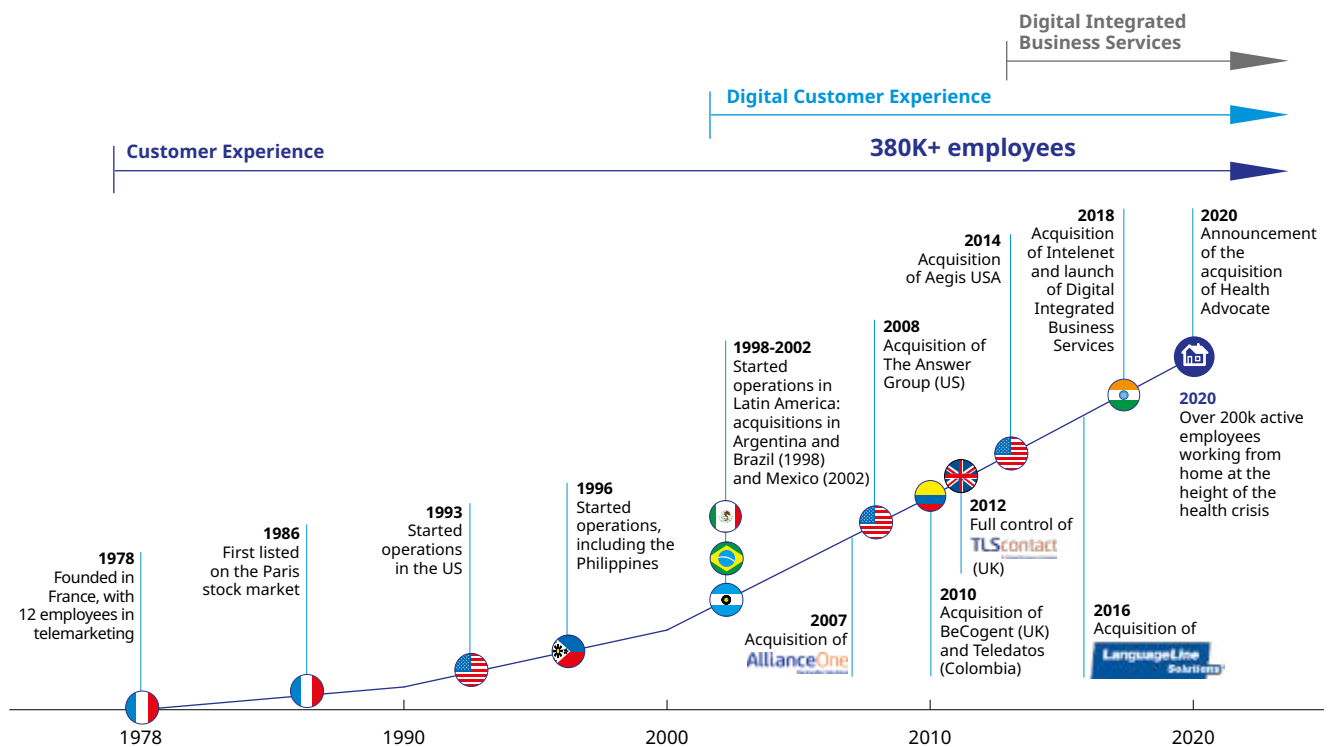 Digital Integrated
Business Services
Digital Customer Experience
Customer Experience
380K+ employees
1978
Founded in
France, with
12 employees in
telemarketing
1986
First listed
on the Paris
stock market
1993
Started
operations
in the US
1996
Started
operations,
including the
Philippines
1998-2002
Started
operations in
Latin America:
acquisitions in
Argentina and
Brazil (1998)
and Mexico (2002)
2007
Acquisition of
AllianceOne
2008
Acquisition of
The Answer
Group (US)
2010
Acquisition of
BeCogent (UK)
and Teledatos
(Colombia)
2012
Full control of
TLScontact
(UK)
2014
Acquisition
of Aegis USA
2016
Acquisition of
LanguageLine
Solutions
2018
Acquisition
of Intelenet
and launch
of Digital
Integrated
Business
Services
2020
Announcement
of the
acquisition
of Health
Advocate
2020
Over 200k active
employees
working from
home at the
height of the
health crisis
1978
1990
2000
2010
2020